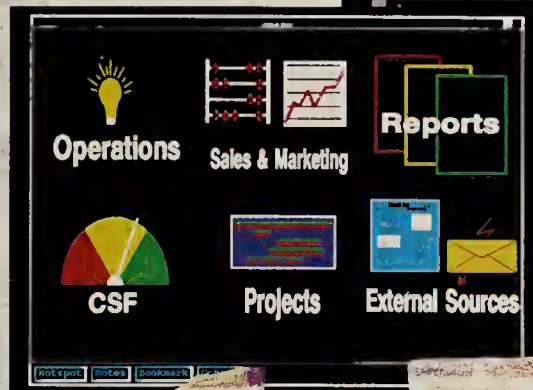 Operations
Sales & Marketing
Reports
CSF
Projects
External Sources
Hotspot Notes Bookmark